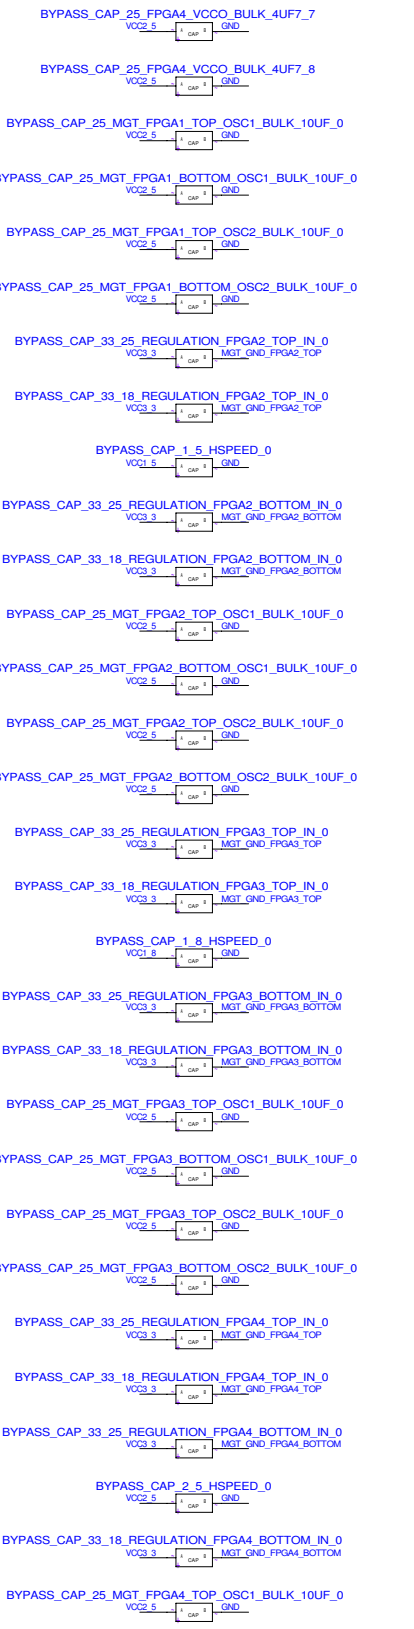 BYPASS_CAP_25_FPGA4_VCCO_BULK_4UF7_7
VCC2_5 A CAP B GND
BYPASS_CAP_25_FPGA4_VCCO_BULK_4UF7_8
VCC2_5 A CAP B GND
BYPASS_CAP_25_MGT_FPGA1_TOP_OSC1_BULK_10UF_0
VCC2_5 A CAP B GND
BYPASS_CAP_25_MGT_FPGA1_BOTTOM_OSC1_BULK_10UF_0
VCC2_5 A CAP B GND
BYPASS_CAP_25_MGT_FPGA1_TOP_OSC2_BULK_10UF_0
VCC2_5 A CAP B GND
BYPASS_CAP_25_MGT_FPGA1_BOTTOM_OSC2_BULK_10UF_0
VCC2_5 A CAP B GND
BYPASS_CAP_33_25_REGULATION_FPGA2_TOP_IN_0
VCC3_3 A CAP B MGT_GND_FPGA2_TOP
BYPASS_CAP_33_18_REGULATION_FPGA2_TOP_IN_0
VCC3_3 A CAP B MGT_GND_FPGA2_TOP
BYPASS_CAP_1_5_HSPEED_0
VCC1_5 A CAP B GND
BYPASS_CAP_33_25_REGULATION_FPGA2_BOTTOM_IN_0
VCC3_3 A CAP B MGT_GND_FPGA2_BOTTOM
BYPASS_CAP_33_18_REGULATION_FPGA2_BOTTOM_IN_0
VCC3_3 A CAP B MGT_GND_FPGA2_BOTTOM
BYPASS_CAP_25_MGT_FPGA2_TOP_OSC1_BULK_10UF_0
VCC2_5 A CAP B GND
BYPASS_CAP_25_MGT_FPGA2_BOTTOM_OSC1_BULK_10UF_0
VCC2_5 A CAP B GND
BYPASS_CAP_25_MGT_FPGA2_TOP_OSC2_BULK_10UF_0
VCC2_5 A CAP B GND
BYPASS_CAP_25_MGT_FPGA2_BOTTOM_OSC2_BULK_10UF_0
VCC2_5 A CAP B GND
BYPASS_CAP_33_25_REGULATION_FPGA3_TOP_IN_0
VCC3_3 A CAP B MGT_GND_FPGA3_TOP
BYPASS_CAP_33_18_REGULATION_FPGA3_TOP_IN_0
VCC3_3 A CAP B MGT_GND_FPGA3_TOP
BYPASS_CAP_1_8_HSPEED_0
VCC1_8 A CAP B GND
BYPASS_CAP_33_25_REGULATION_FPGA3_BOTTOM_IN_0
VCC3_3 A CAP B MGT_GND_FPGA3_BOTTOM
BYPASS_CAP_33_18_REGULATION_FPGA3_BOTTOM_IN_0
VCC3_3 A CAP B MGT_GND_FPGA3_BOTTOM
BYPASS_CAP_25_MGT_FPGA3_TOP_OSC1_BULK_10UF_0
VCC2_5 A CAP B GND
BYPASS_CAP_25_MGT_FPGA3_BOTTOM_OSC1_BULK_10UF_0
VCC2_5 A CAP B GND
BYPASS_CAP_25_MGT_FPGA3_TOP_OSC2_BULK_10UF_0
VCC2_5 A CAP B GND
BYPASS_CAP_25_MGT_FPGA3_BOTTOM_OSC2_BULK_10UF_0
VCC2_5 A CAP B GND
BYPASS_CAP_33_25_REGULATION_FPGA4_TOP_IN_0
VCC3_3 A CAP B MGT_GND_FPGA4_TOP
BYPASS_CAP_33_18_REGULATION_FPGA4_TOP_IN_0
VCC3_3 A CAP B MGT_GND_FPGA4_TOP
BYPASS_CAP_33_25_REGULATION_FPGA4_BOTTOM_IN_0
VCC3_3 A CAP B MGT_GND_FPGA4_BOTTOM
BYPASS_CAP_2_5_HSPEED_0
VCC2_5 A CAP B GND
BYPASS_CAP_33_18_REGULATION_FPGA4_BOTTOM_IN_0
VCC3_3 A CAP B MGT_GND_FPGA4_BOTTOM
BYPASS_CAP_25_MGT_FPGA4_TOP_OSC1_BULK_10UF_0
VCC2_5 A CAP B GND